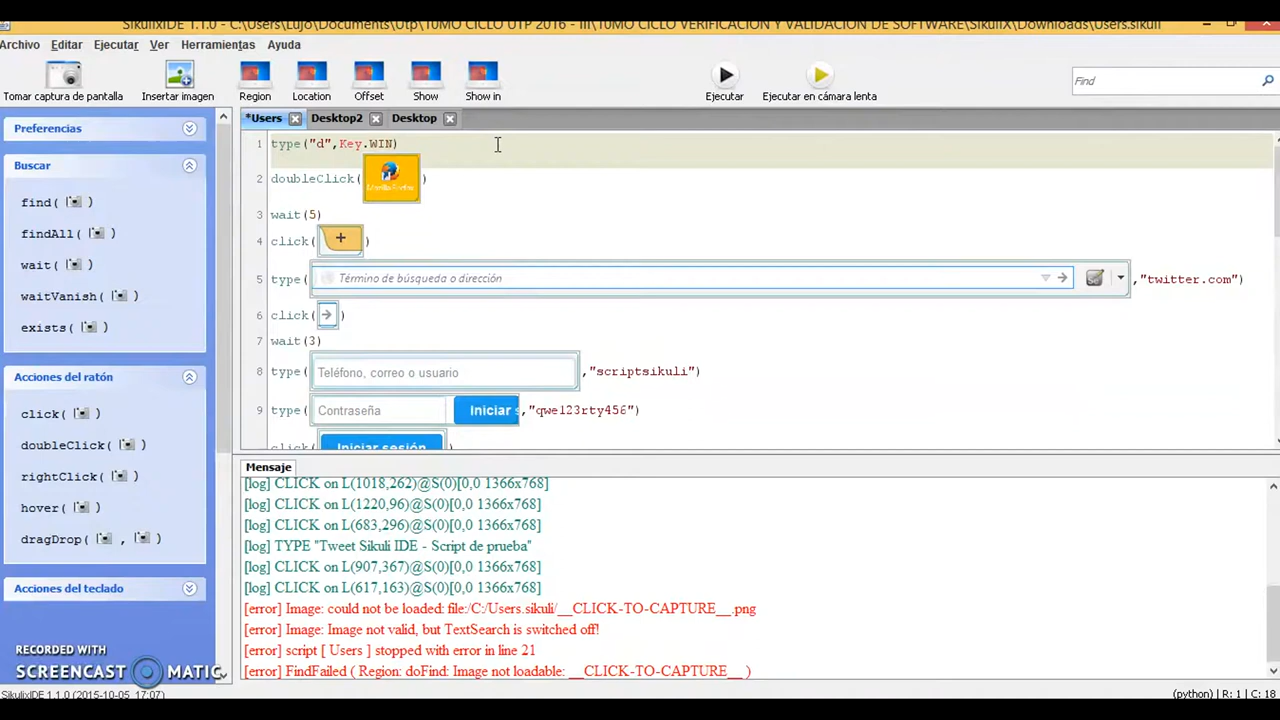 SikulixIDE 1.1.0 - C:\Users\Lujo\Documents\Utp\10MO CICLO UTP 2016 - III\10MO CICLO VERIFICACION Y VALIDACION DE SOFTWARE\SikuliX\Downloads\Users.sikuli
Archivo Editar Ejecutar Ver Herramientas Ayuda
Tomar captura de pantalla Insertar imagen Region Location Offset Show Show in Ejecutar Ejecutar en cámara lenta Find
Preferencias
Buscar
find( )
findAll( )
wait( )
waitVanish( )
exists( )
Acciones del ratón
click( )
doubleClick( )
rightClick( )
hover( )
dragDrop( , )
Acciones del teclado
RECORDED WITH
SCREENCAST MATIC
*Users Desktop2 Desktop
1 type("d",Key.WIN)
2 doubleClick( )
3 wait(5)
4 click( + )
5 type( Término de búsqueda o dirección ,"twitter.com")
6 click( )
7 wait(3)
8 type( Teléfono, correo o usuario ,"scriptsikuli")
9 type( Contraseña Iniciar s ,"qwe123rty456")
click( Iniciar sesión )
Mensaje
[log] CLICK on L(1018,262)@S(0)[0,0 1366x768]
[log] CLICK on L(1220,96)@S(0)[0,0 1366x768]
[log] CLICK on L(683,296)@S(0)[0,0 1366x768]
[log] TYPE "Tweet Sikuli IDE - Script de prueba"
[log] CLICK on L(907,367)@S(0)[0,0 1366x768]
[log] CLICK on L(617,163)@S(0)[0,0 1366x768]
[error] Image: could not be loaded: file:/C:/Users.sikuli/__CLICK-TO-CAPTURE__.png
[error] Image: Image not valid, but TextSearch is switched off!
[error] script [ Users ] stopped with error in line 21
[error] FindFailed ( Region: doFind: Image not loadable: __CLICK-TO-CAPTURE__ )
SikulixIDE 1.1.0 (2015-10-05_17:07) (python) | R: 1 | C: 18